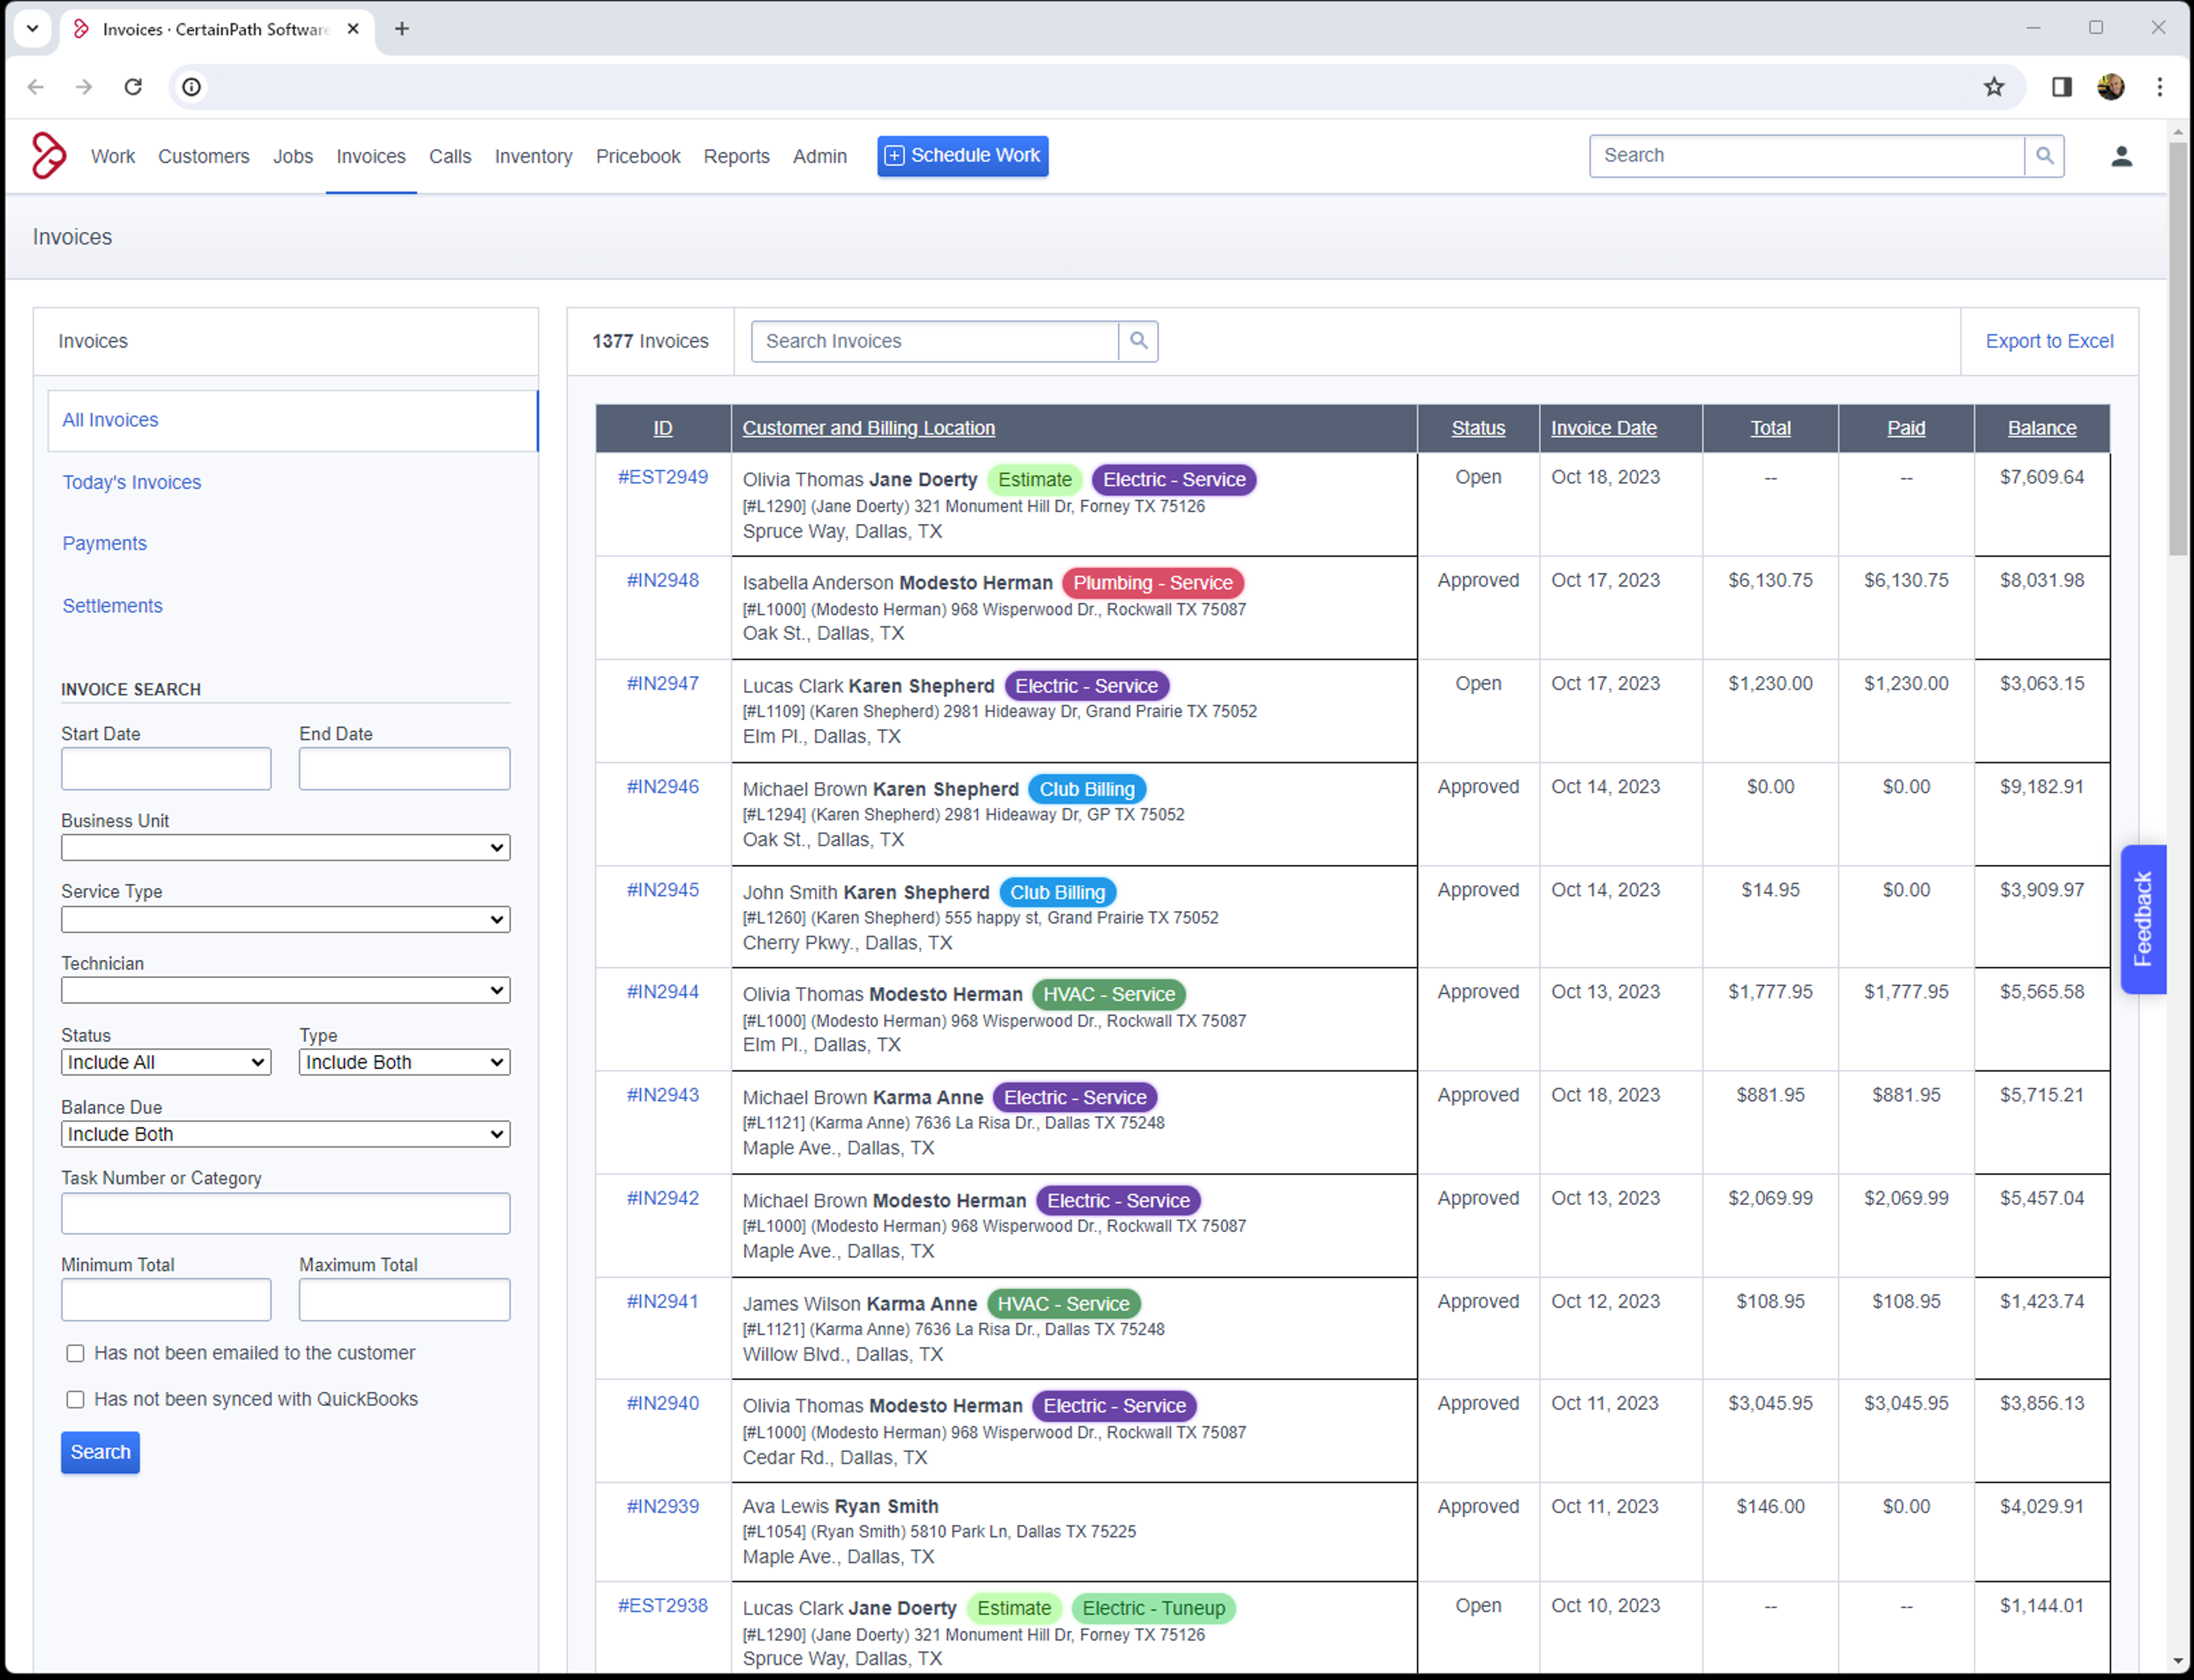 Invoices · CertainPath Software
Work Customers Jobs Invoices Calls Inventory Pricebook Reports Admin Schedule Work Search
Invoices
Invoices
All Invoices
Today's Invoices
Payments
Settlements
INVOICE SEARCH
Start Date End Date
Business Unit
Service Type
Technician
Status Type
Include All Include Both
Balance Due
Include Both
Task Number or Category
Minimum Total Maximum Total
Has not been emailed to the customer
Has not been synced with QuickBooks
Search
1377 Invoices Search Invoices Export to Excel
ID Customer and Billing Location Status Invoice Date Total Paid Balance
#EST2949 Olivia Thomas Jane Doerty Estimate Electric - Service Open Oct 18, 2023 -- -- $7,609.64
[#L1290] (Jane Doerty) 321 Monument Hill Dr, Forney TX 75126
Spruce Way, Dallas, TX
#IN2948 Isabella Anderson Modesto Herman Plumbing - Service Approved Oct 17, 2023 $6,130.75 $6,130.75 $8,031.98
[#L1000] (Modesto Herman) 968 Wisperwood Dr., Rockwall TX 75087
Oak St., Dallas, TX
#IN2947 Lucas Clark Karen Shepherd Electric - Service Open Oct 17, 2023 $1,230.00 $1,230.00 $3,063.15
[#L1109] (Karen Shepherd) 2981 Hideaway Dr, Grand Prairie TX 75052
Elm Pl., Dallas, TX
#IN2946 Michael Brown Karen Shepherd Club Billing Approved Oct 14, 2023 $0.00 $0.00 $9,182.91
[#L1294] (Karen Shepherd) 2981 Hideaway Dr, GP TX 75052
Oak St., Dallas, TX
#IN2945 John Smith Karen Shepherd Club Billing Approved Oct 14, 2023 $14.95 $0.00 $3,909.97
[#L1260] (Karen Shepherd) 555 happy st, Grand Prairie TX 75052
Cherry Pkwy., Dallas, TX
#IN2944 Olivia Thomas Modesto Herman HVAC - Service Approved Oct 13, 2023 $1,777.95 $1,777.95 $5,565.58
[#L1000] (Modesto Herman) 968 Wisperwood Dr., Rockwall TX 75087
Elm Pl., Dallas, TX
#IN2943 Michael Brown Karma Anne Electric - Service Approved Oct 18, 2023 $881.95 $881.95 $5,715.21
[#L1121] (Karma Anne) 7636 La Risa Dr., Dallas TX 75248
Maple Ave., Dallas, TX
#IN2942 Michael Brown Modesto Herman Electric - Service Approved Oct 13, 2023 $2,069.99 $2,069.99 $5,457.04
[#L1000] (Modesto Herman) 968 Wisperwood Dr., Rockwall TX 75087
Maple Ave., Dallas, TX
#IN2941 James Wilson Karma Anne HVAC - Service Approved Oct 12, 2023 $108.95 $108.95 $1,423.74
[#L1121] (Karma Anne) 7636 La Risa Dr., Dallas TX 75248
Willow Blvd., Dallas, TX
#IN2940 Olivia Thomas Modesto Herman Electric - Service Approved Oct 11, 2023 $3,045.95 $3,045.95 $3,856.13
[#L1000] (Modesto Herman) 968 Wisperwood Dr., Rockwall TX 75087
Cedar Rd., Dallas, TX
#IN2939 Ava Lewis Ryan Smith Approved Oct 11, 2023 $146.00 $0.00 $4,029.91
[#L1054] (Ryan Smith) 5810 Park Ln, Dallas TX 75225
Maple Ave., Dallas, TX
#EST2938 Lucas Clark Jane Doerty Estimate Electric - Tuneup Open Oct 10, 2023 -- -- $1,144.01
[#L1290] (Jane Doerty) 321 Monument Hill Dr, Forney TX 75126
Spruce Way, Dallas, TX
Feedback